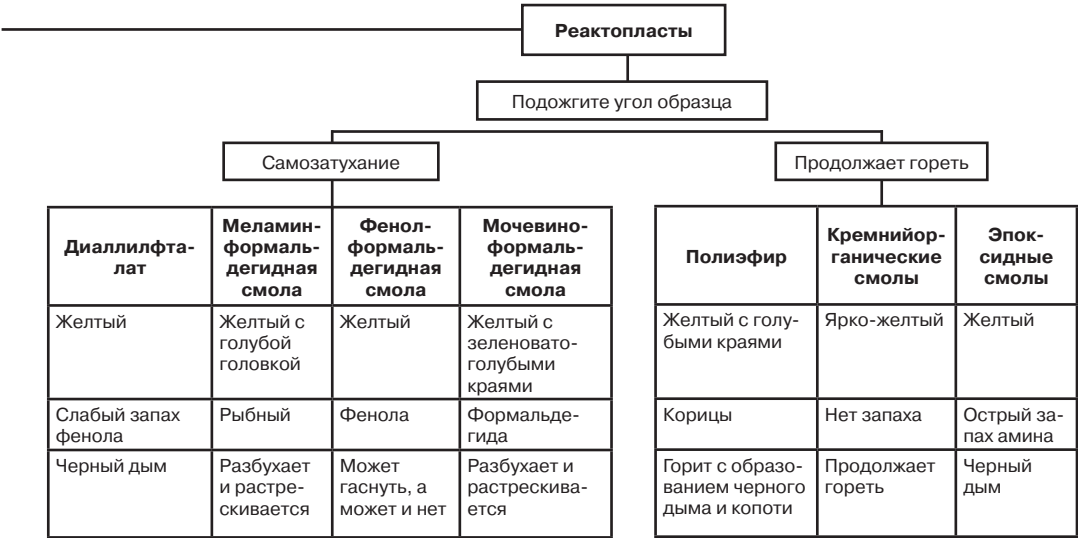 Реактопласты
Подожгите угол образца
Самозатухание
Продолжает гореть
Диаллилфта-
лат
Меламин-
формаль-
дегидная
смола
Фенол-
формаль-
дегидная
смола
Мочевино-
формаль-
дегидная
смола
Желтый
Желтый с
голубой
головкой
Желтый
Желтый с
зеленовато-
голубыми
краями
Слабый запах
фенола
Рыбный
Фенола
Формальде-
гида
Черный дым
Разбухает
и растре-
скивается
Может
гаснуть, а
может и нет
Разбухает и
растрескива-
ется
Полиэфир
Кремнийор-
ганические
смолы
Эпок-
сидные
смолы
Желтый с голу-
быми краями
Ярко-желтый
Желтый
Корицы
Нет запаха
Острый за-
пах амина
Горит с образо-
ванием черного
дыма и копоти
Продолжает
гореть
Черный
дым